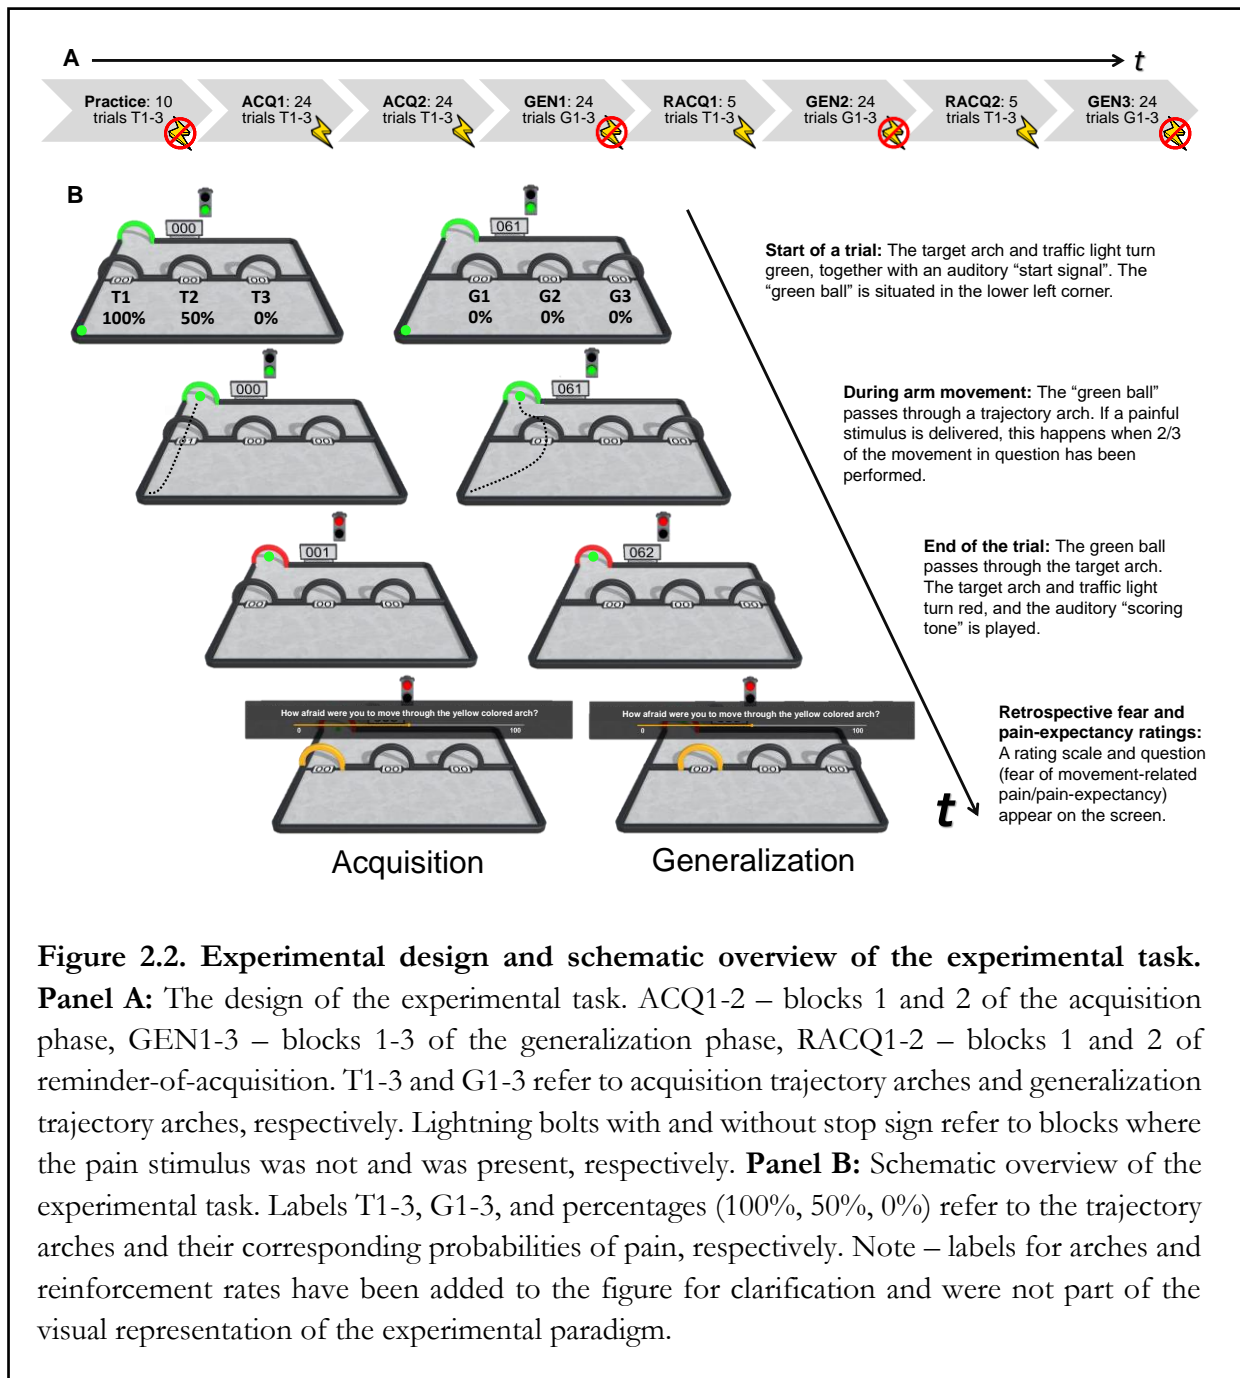 A
t
Practice: 10
trials T1-3
ACQ1: 24
trials T1-3
ACQ2: 24
trials T1-3
GEN1: 24
trials G1-3
RACQ1: 5
trials T1-3
GEN2: 24
trials G1-3
RACQ2: 5
trials T1-3
GEN3: 24
trials G1-3
B
000
T1 T2 T3
100% 50% 0%
061
G1 G2 G3
0% 0% 0%
Start of a trial: The target arch and traffic light turn
green, together with an auditory “start signal”. The
“green ball” is situated in the lower left corner.
000
061
During arm movement: The “green ball”
passes through a trajectory arch. If a painful
stimulus is delivered, this happens when 2/3
of the movement in question has been
performed.
001
062
End of the trial: The green ball
passes through the target arch.
The target arch and traffic light
turn red, and the auditory “scoring
tone” is played.
How afraid were you to move through the yellow colored arch?
0 100
How afraid were you to move through the yellow colored arch?
0 100
Retrospective fear and
pain-expectancy ratings:
A rating scale and question
(fear of movement-related
pain/pain-expectancy)
appear on the screen.
t
Acquisition
Generalization
Figure 2.2. Experimental design and schematic overview of the experimental task.
Panel A: The design of the experimental task. ACQ1-2 – blocks 1 and 2 of the acquisition
phase, GEN1-3 – blocks 1-3 of the generalization phase, RACQ1-2 – blocks 1 and 2 of
reminder-of-acquisition. T1-3 and G1-3 refer to acquisition trajectory arches and generalization
trajectory arches, respectively. Lightning bolts with and without stop sign refer to blocks where
the pain stimulus was not and was present, respectively. Panel B: Schematic overview of the
experimental task. Labels T1-3, G1-3, and percentages (100%, 50%, 0%) refer to the trajectory
arches and their corresponding probabilities of pain, respectively. Note – labels for arches and
reinforcement rates have been added to the figure for clarification and were not part of the
visual representation of the experimental paradigm.